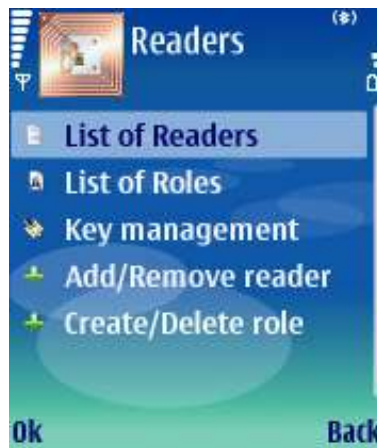 Readers
List of Readers
List of Roles
Key management
Add/Remove reader
Create/Delete role
Ok Back